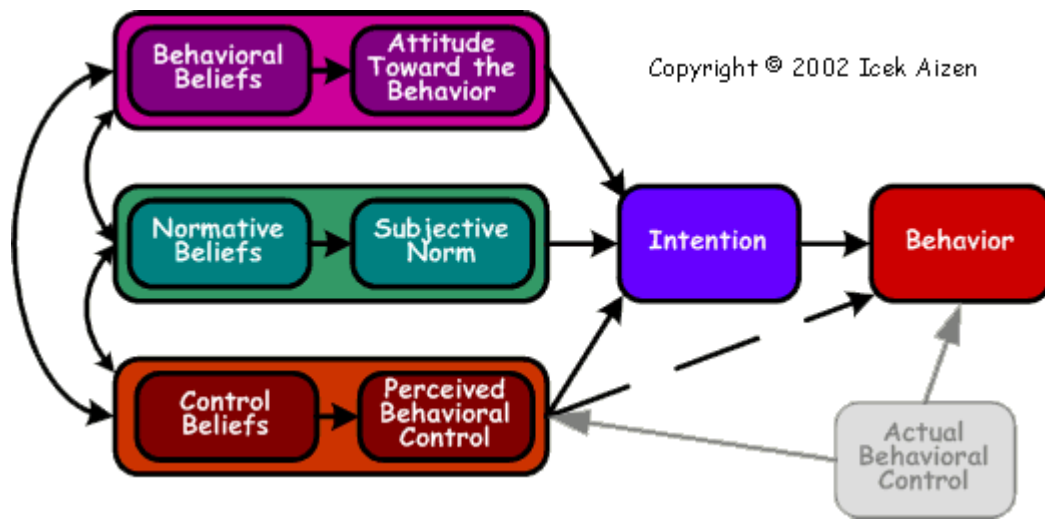 Behavioral
Beliefs
Attitude
Toward the
Behavior
Copyright © 2002 Icek Aizen
Normative
Beliefs
Subjective
Norm
Intention
Behavior
Control
Beliefs
Perceived
Behavioral
Control
Actual
Behavioral
Control